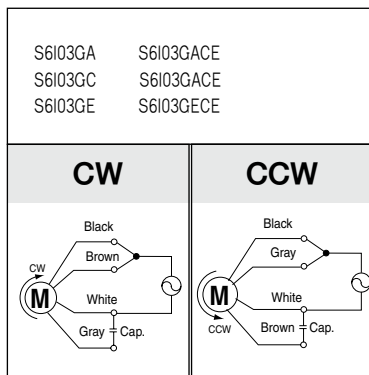 S6I03GA S6I03GACE
S6I03GC S6I03GACE
S6I03GE S6I03GECE
CW CCW
Black
Brown
CW
M
White
Gray Cap.
Black
Gray
M
White
CCW
Brown Cap.